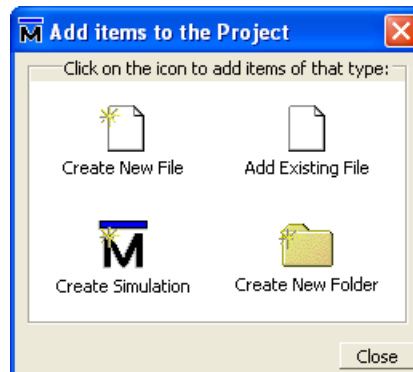 Add items to the Project
Click on the icon to add items of that type:
Create New File
Add Existing File
Create Simulation
Create New Folder
Close